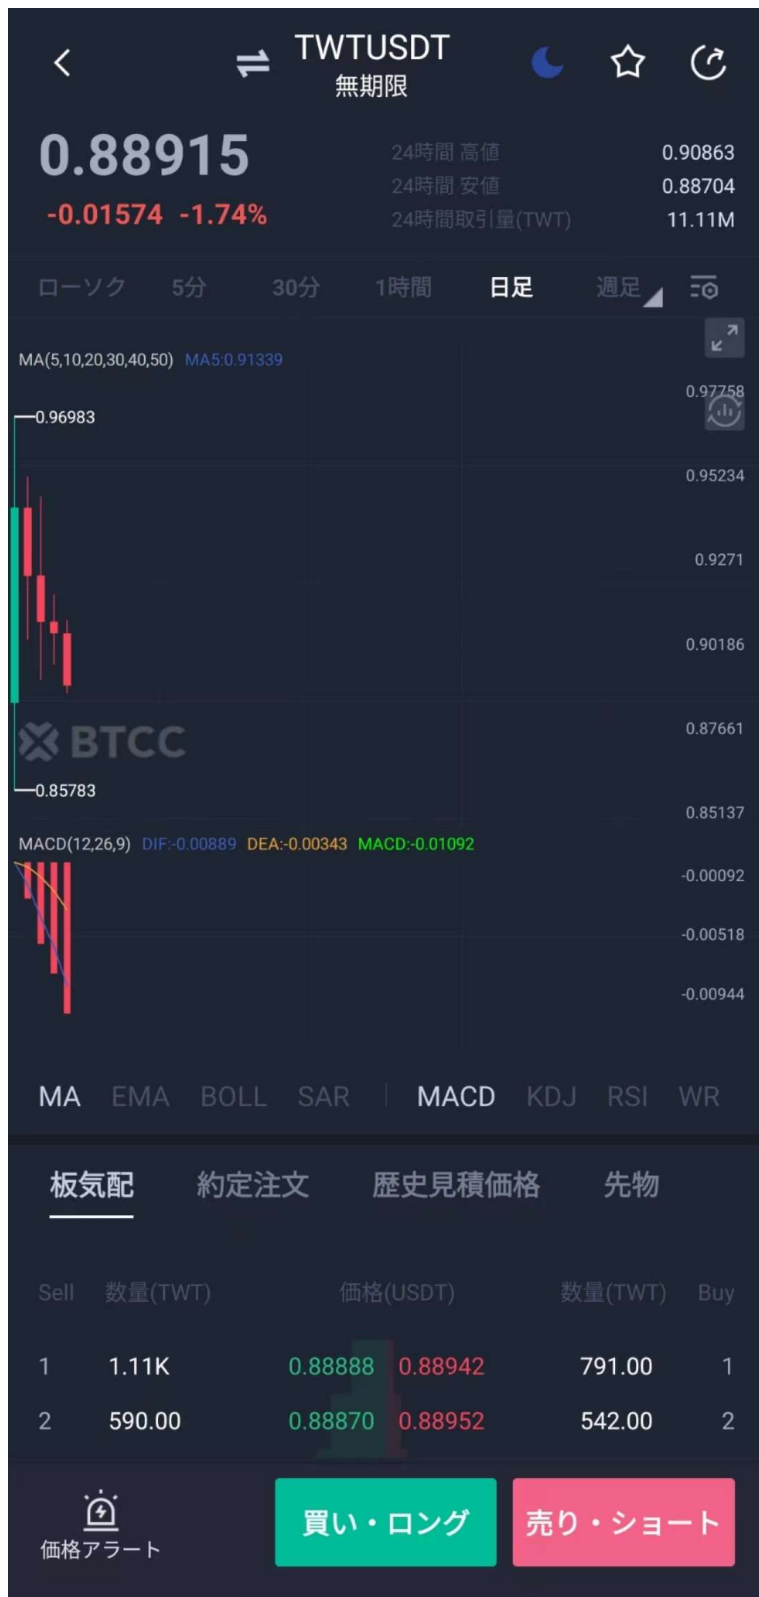 TWTUSDT
無期限
0.88915
-0.01574 -1.74%
24時間 高値 0.90863
24時間 安値 0.88704
24時間取引量(TWT) 11.11M
ローソク 5分 30分 1時間 日足 週足
MA(5,10,20,30,40,50) MA5:0.91339
0.97758
0.96983
0.95234
0.9271
0.90186
0.87661
BTCC
0.85783
0.85137
MACD(12,26,9) DIF:-0.00889 DEA:-0.00343 MACD:-0.01092
-0.00092
-0.00518
-0.00944
MA EMA BOLL SAR MACD KDJ RSI WR
板気配 約定注文 歴史見積価格 先物
Sell 数量(TWT) 価格(USDT) 数量(TWT) Buy
1 1.11K 0.88888 0.88942 791.00 1
2 590.00 0.88870 0.88952 542.00 2
価格アラート
買い・ロング
売り・ショート